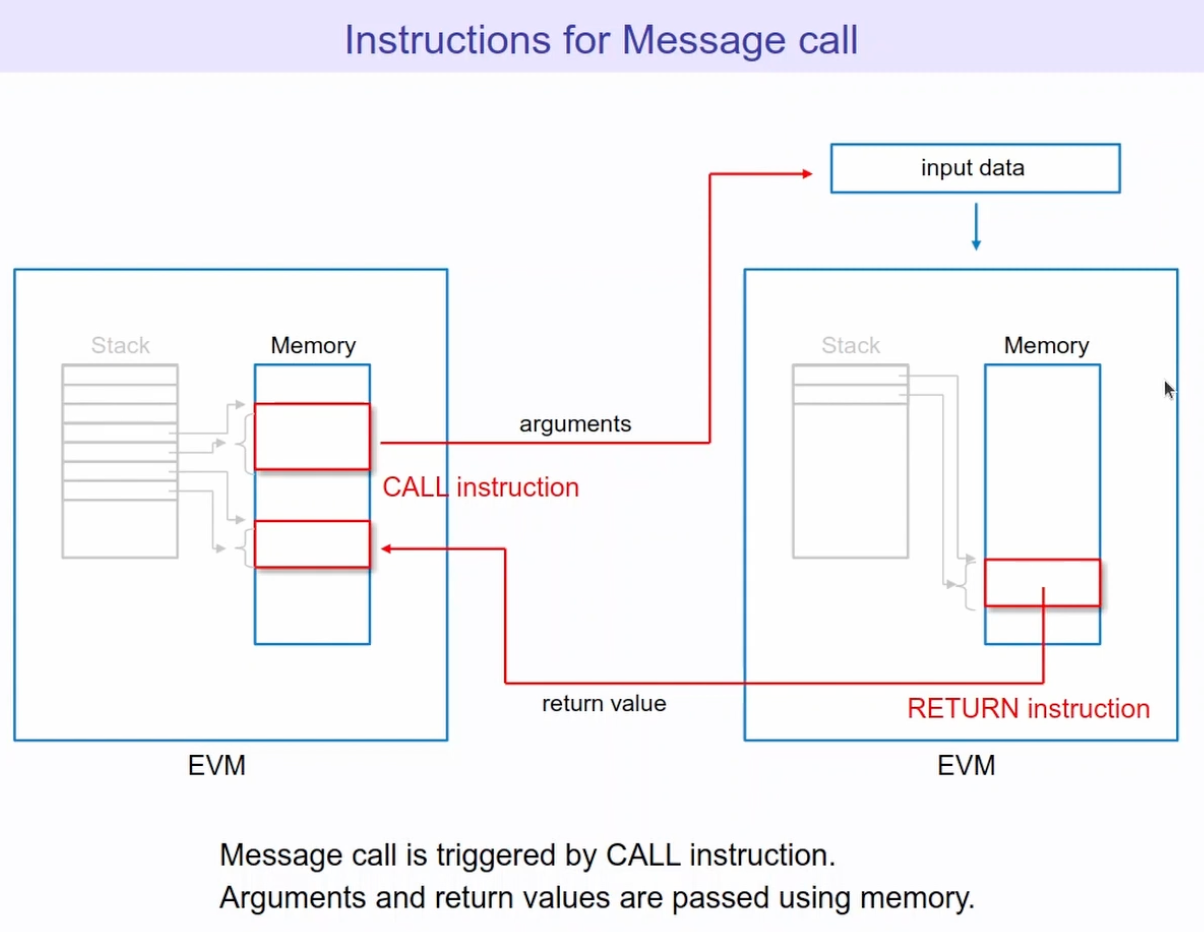 Instructions for Message call
input data
Stack
Memory
Stack
Memory
arguments
CALL instruction
return value
RETURN instruction
EVM
EVM
Message call is triggered by CALL instruction.
Arguments and return values are passed using memory.